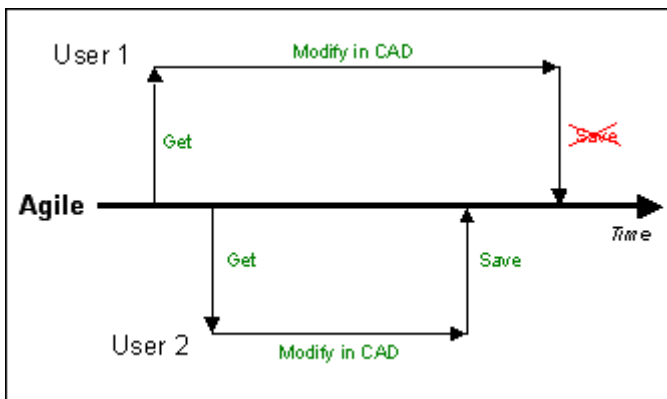 User 1
Modify in CAD
Get
Save
Agile
Time
Get
Save
User 2
Modify in CAD